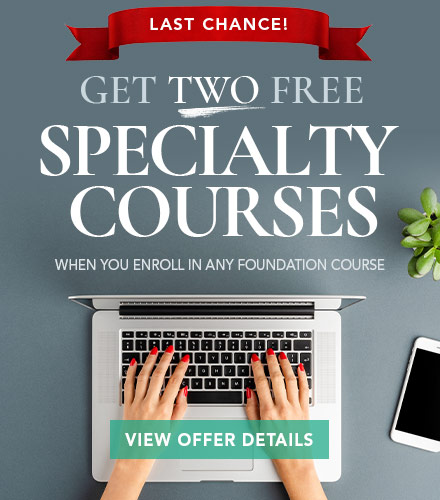 LAST CHANCE!
GET TWO FREE
SPECIALTY
COURSES
WHEN YOU ENROLL IN ANY FOUNDATION COURSE
VIEW OFFER DETAILS